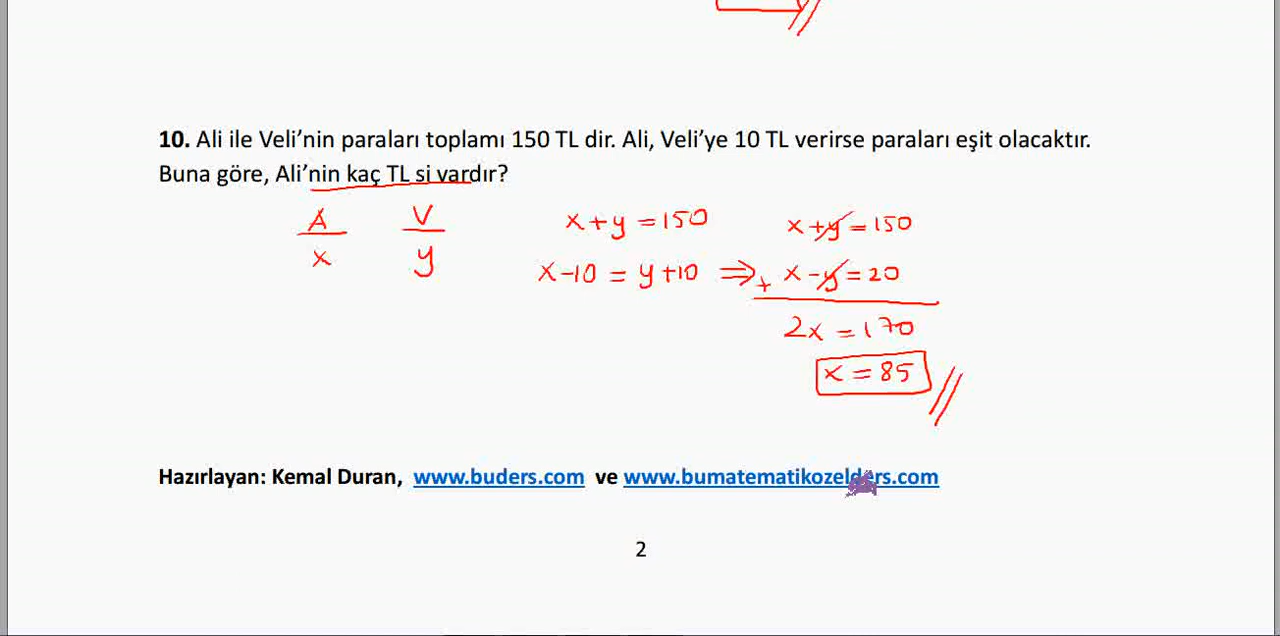 10. Ali ile Veli’nin paraları toplamı 150 TL dir. Ali, Veli’ye 10 TL verirse paraları eşit olacaktır.
Buna göre, Ali’nin kaç TL si vardır?
A V
x y
x+y=150
x-10=y+10 ⇒
x+y=150
+ x-y=20
2x=170
x=85
Hazırlayan: Kemal Duran, www.buders.com ve www.bumatematikozelders.com
2